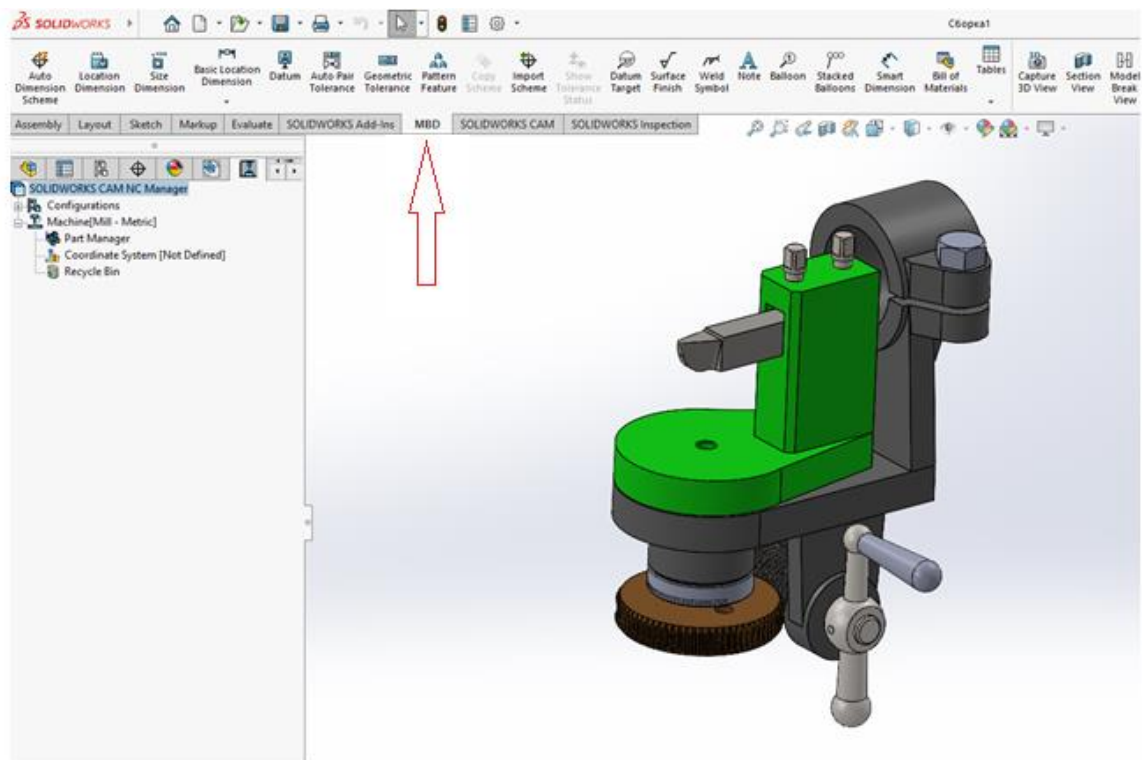 SOLIDWORKS
Сборка1
Auto Dimension Scheme
Location Dimension
Size Dimension
Basic Location Dimension
Datum
Auto Pair Tolerance
Geometric Tolerance
Pattern Feature
Copy Scheme
Import Scheme
Show Tolerance Status
Datum Target
Surface Finish
Weld Symbol
Note
Balloon
Stacked Balloons
Smart Dimension
Bill of Materials
Tables
Capture 3D View
Section View
Model Break View
Assembly
Layout
Sketch
Markup
Evaluate
SOLIDWORKS Add-Ins
MBD
SOLIDWORKS CAM
SOLIDWORKS Inspection
SOLIDWORKS CAM NC Manager
Configurations
Machine[Mill - Metric]
Part Manager
Coordinate System [Not Defined]
Recycle Bin